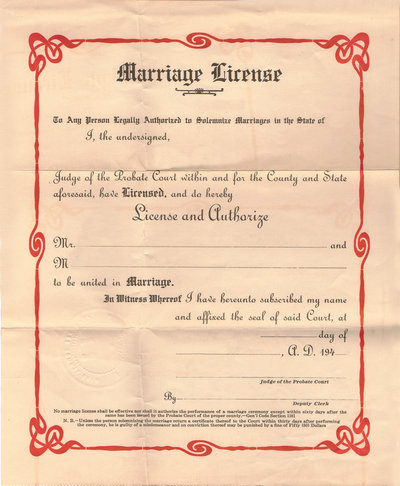 Marriage License
To Any Person Legally Authorized to Solemnize Marriages in the State of
I, the undersigned,
Judge of the Probate Court within and for the County and State
aforesaid, have Licensed, and do hereby
License and Authorize
Mr. and
M
to be united in Marriage.
In Witness Whereof I have hereunto subscribed my name
and affixed the seal of said Court, at
day of
, A. D. 194
Judge of the Probate Court
By
Deputy Clerk
No marriage license shall be effective nor shall it authorize the performance of a marriage ceremony except within sixty days after the
same has been issued by the Probate Court of the proper county.—Gen'l Code Section
N. B.—Unless the person solemnizing the marriage return a certificate thereof to the Court within thirty days after performing
the ceremony, he is guilty of a misdemeanor and on conviction thereof may be punished by a fine of Fifty (50) Dollars